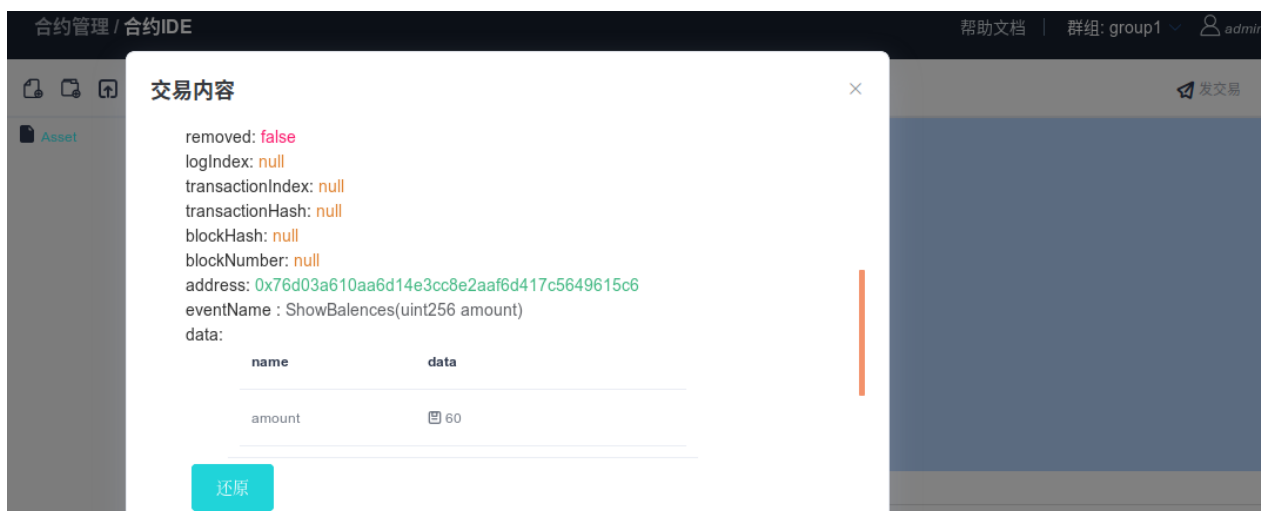 合约管理 / 合约IDE 帮助文档 群组: group1 admin
发交易
Asset
交易内容
removed: false
logIndex: null
transactionIndex: null
transactionHash: null
blockHash: null
blockNumber: null
address: 0x76d03a610aa6d14e3cc8e2aaf6d417c5649615c6
eventName : ShowBalences(uint256 amount)
data:
name data
amount 60
还原